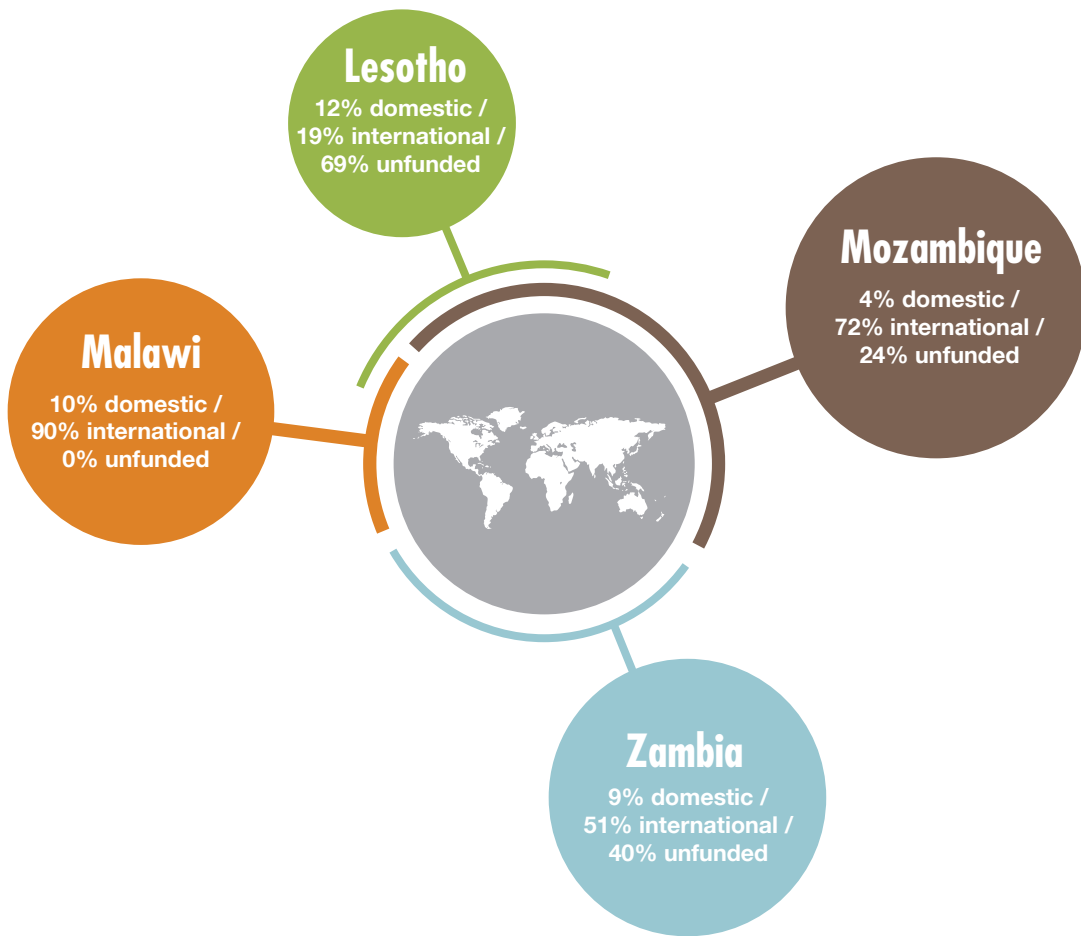 Lesotho
12% domestic /
19% international /
69% unfunded
Mozambique
4% domestic /
72% international /
24% unfunded
Malawi
10% domestic /
90% international /
0% unfunded
Zambia
9% domestic /
51% international /
40% unfunded